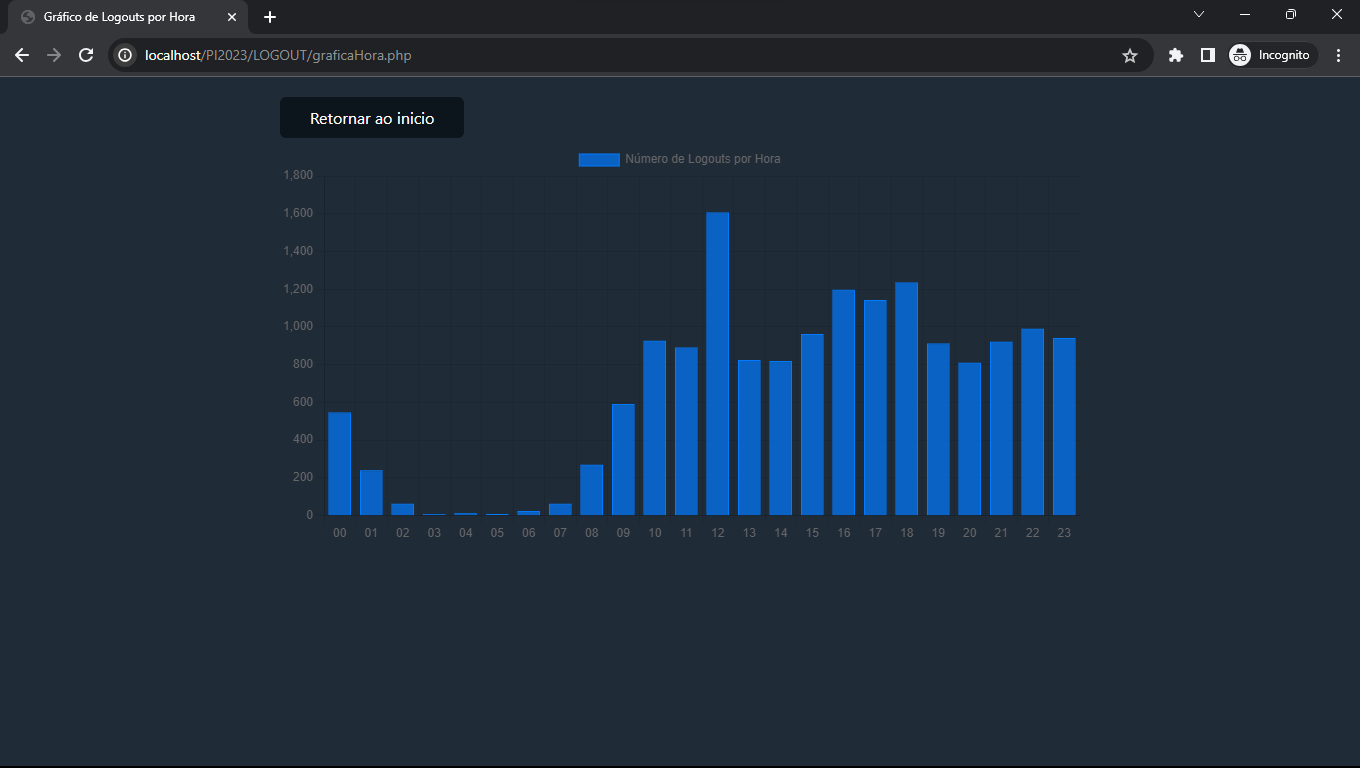 Gráfico de Logouts por Hora
localhost/PI2023/LOGOUT/graficaHora.php
Incognito
Retornar ao inicio
Número de Logouts por Hora
1,800
1,600
1,400
1,200
1,000
800
600
400
200
0
00 01 02 03 04 05 06 07 08 09 10 11 12 13 14 15 16 17 18 19 20 21 22 23